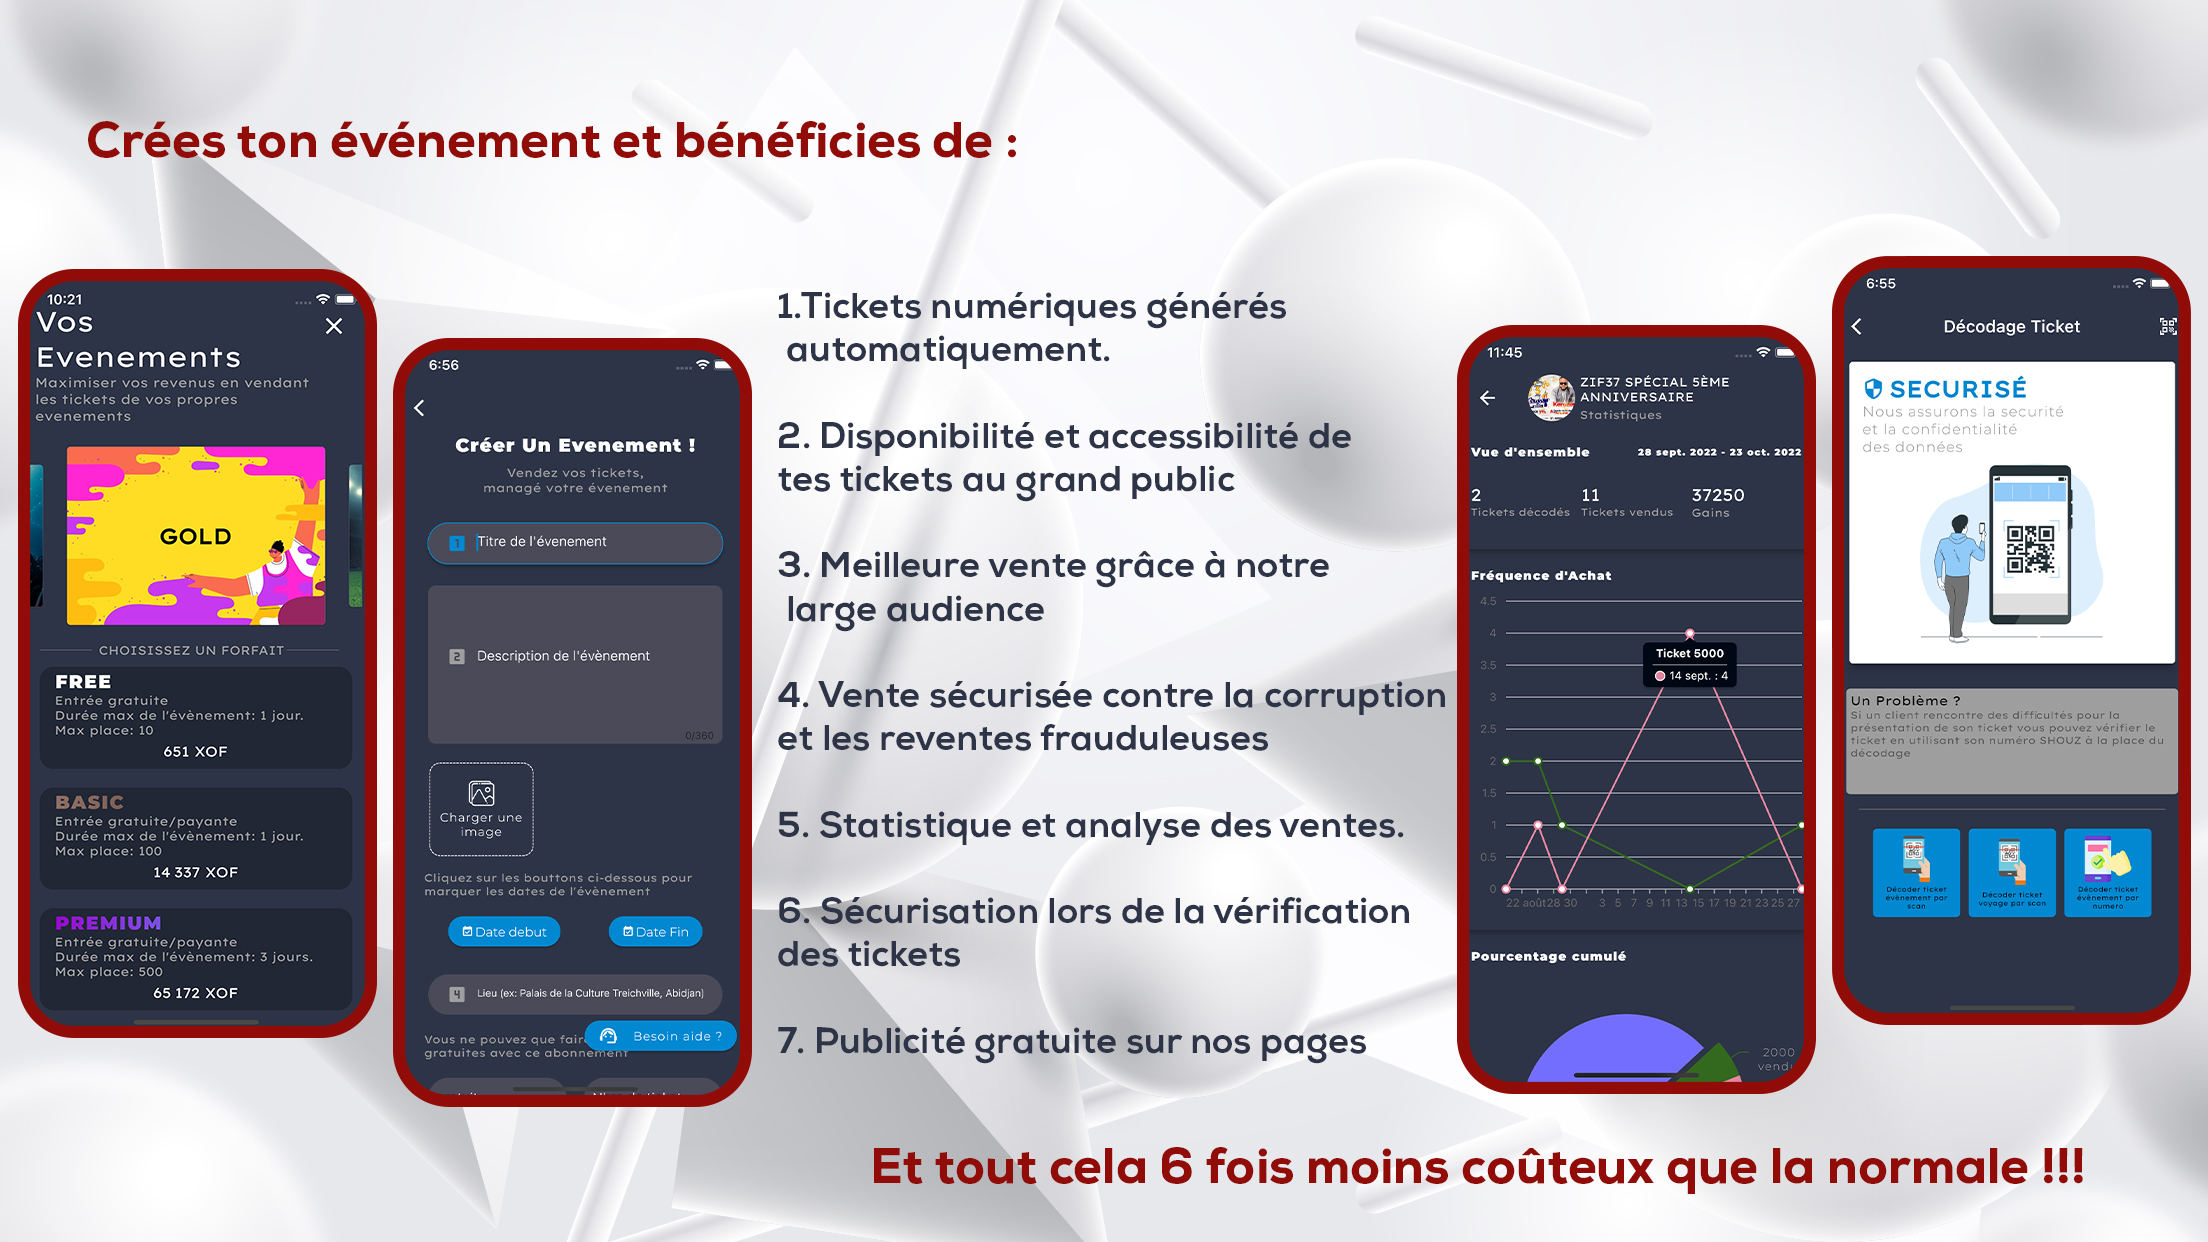 Crées ton événement et bénéficies de :
10:21
Vos
Evenements
Maximiser vos revenus en vendant
les tickets de vos propres
evenements
GOLD
CHOISISSEZ UN FORFAIT
FREE
Entrée gratuite
Durée max de l'évènement: 1 jour.
Max place: 10
651 XOF
BASIC
Entrée gratuite/payante
Durée max de l'évènement: 1 jour.
Max place: 100
14 337 XOF
PREMIUM
Entrée gratuite/payante
Durée max de l'évènement: 3 jours.
Max place: 500
65 172 XOF
6:56
Créer Un Evenement !
Vendez vos tickets,
managé votre évenement
1 Titre de l'évenement
2 Description de l'évènement
0/360
Charger une
image
Cliquez sur les bouttons ci-dessous pour
marquer les dates de l'évènement
Date debut
Date Fin
4 Lieu (ex: Palais de la Culture Treichville, Abidjan)
Vous ne pouvez que fair
gratuites avec ce abonnement
Besoin aide ?
1.Tickets numériques générés
automatiquement.
2. Disponibilité et accessibilité de
tes tickets au grand public
3. Meilleure vente grâce à notre
large audience
4. Vente sécurisée contre la corruption
et les reventes frauduleuses
5. Statistique et analyse des ventes.
6. Sécurisation lors de la vérification
des tickets
7. Publicité gratuite sur nos pages
11:45
ZIF37 SPÉCIAL 5ÈME
ANNIVERSAIRE
Statistiques
Vue d'ensemble
28 sept. 2022 - 23 oct. 2022
2
11
37250
Tickets décodés
Tickets vendus
Gains
Fréquence d'Achat
4.5
4
3.5
3
2.5
2
1.5
1
0.5
0
Ticket 5000
14 sept. : 4
22 août 28 30 3 5 7 9 11 13 15 17 19 21 23 25 27
Pourcentage cumulé
2000
vend
6:55
Décodage Ticket
SECURISÉ
Nous assurons la securité
et la confidentialité
des données
Un Problème ?
Si un client rencontre des difficultés pour la
présentation de son ticket vous pouvez vérifier le
ticket en utilisant son numéro SHOUZ à la place du
décodage
Décoder ticket
évènement par
scan
Décoder ticket
voyage par scan
Décoder ticket
évènement par
numero
Et tout cela 6 fois moins coûteux que la normale !!!